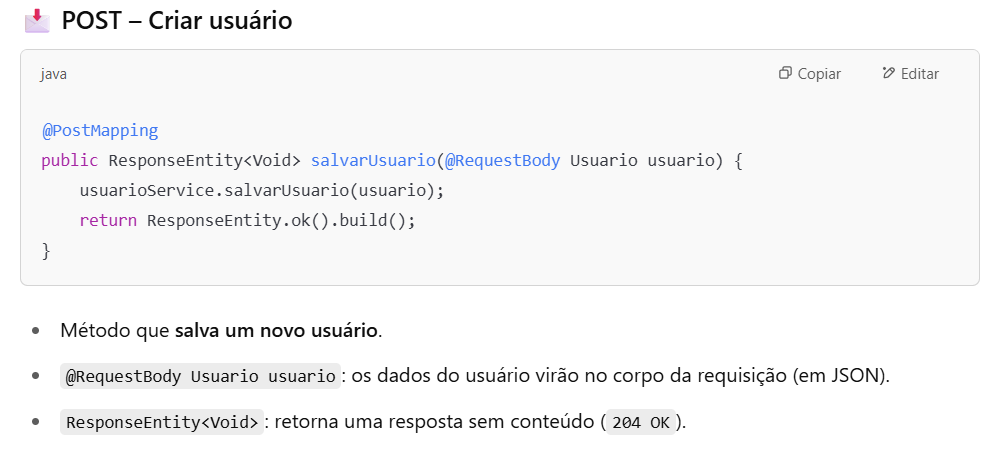 POST – Criar usuário
java
Copiar
Editar
@PostMapping
public ResponseEntity<Void> salvarUsuario(@RequestBody Usuario usuario) {
    usuarioService.salvarUsuario(usuario);
    return ResponseEntity.ok().build();
}
• Método que salva um novo usuário.
• @RequestBody Usuario usuario: os dados do usuário virão no corpo da requisição (em JSON).
• ResponseEntity<Void>: retorna uma resposta sem conteúdo (204 OK).